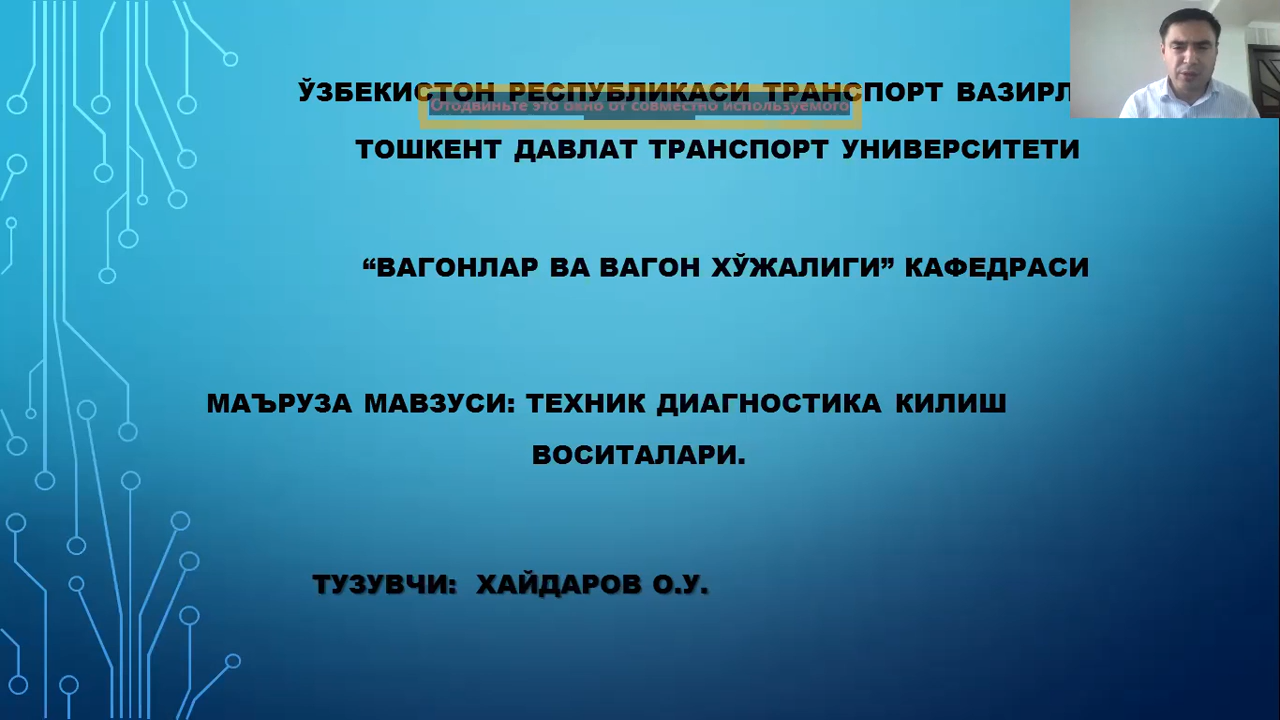 ЎЗБЕКИСТОН РЕСПУБЛИКАСИ ТРАНСПОРТ
Отодвиньте это окно от совместно используемого
ТОШКЕНТ ДАВЛАТ ТРАНСПОРТ УНИВЕРСИТЕТИ
“ВАГОНЛАР ВА ВАГОН ХЎЖАЛИГИ” КАФЕДРАСИ
МАЪРУЗА МАВЗУСИ: ТЕХНИК ДИАГНОСТИКА КИЛИШ
ВОСИТАЛАРИ.
ТУЗУВЧИ: ХАЙДАРОВ О.У.